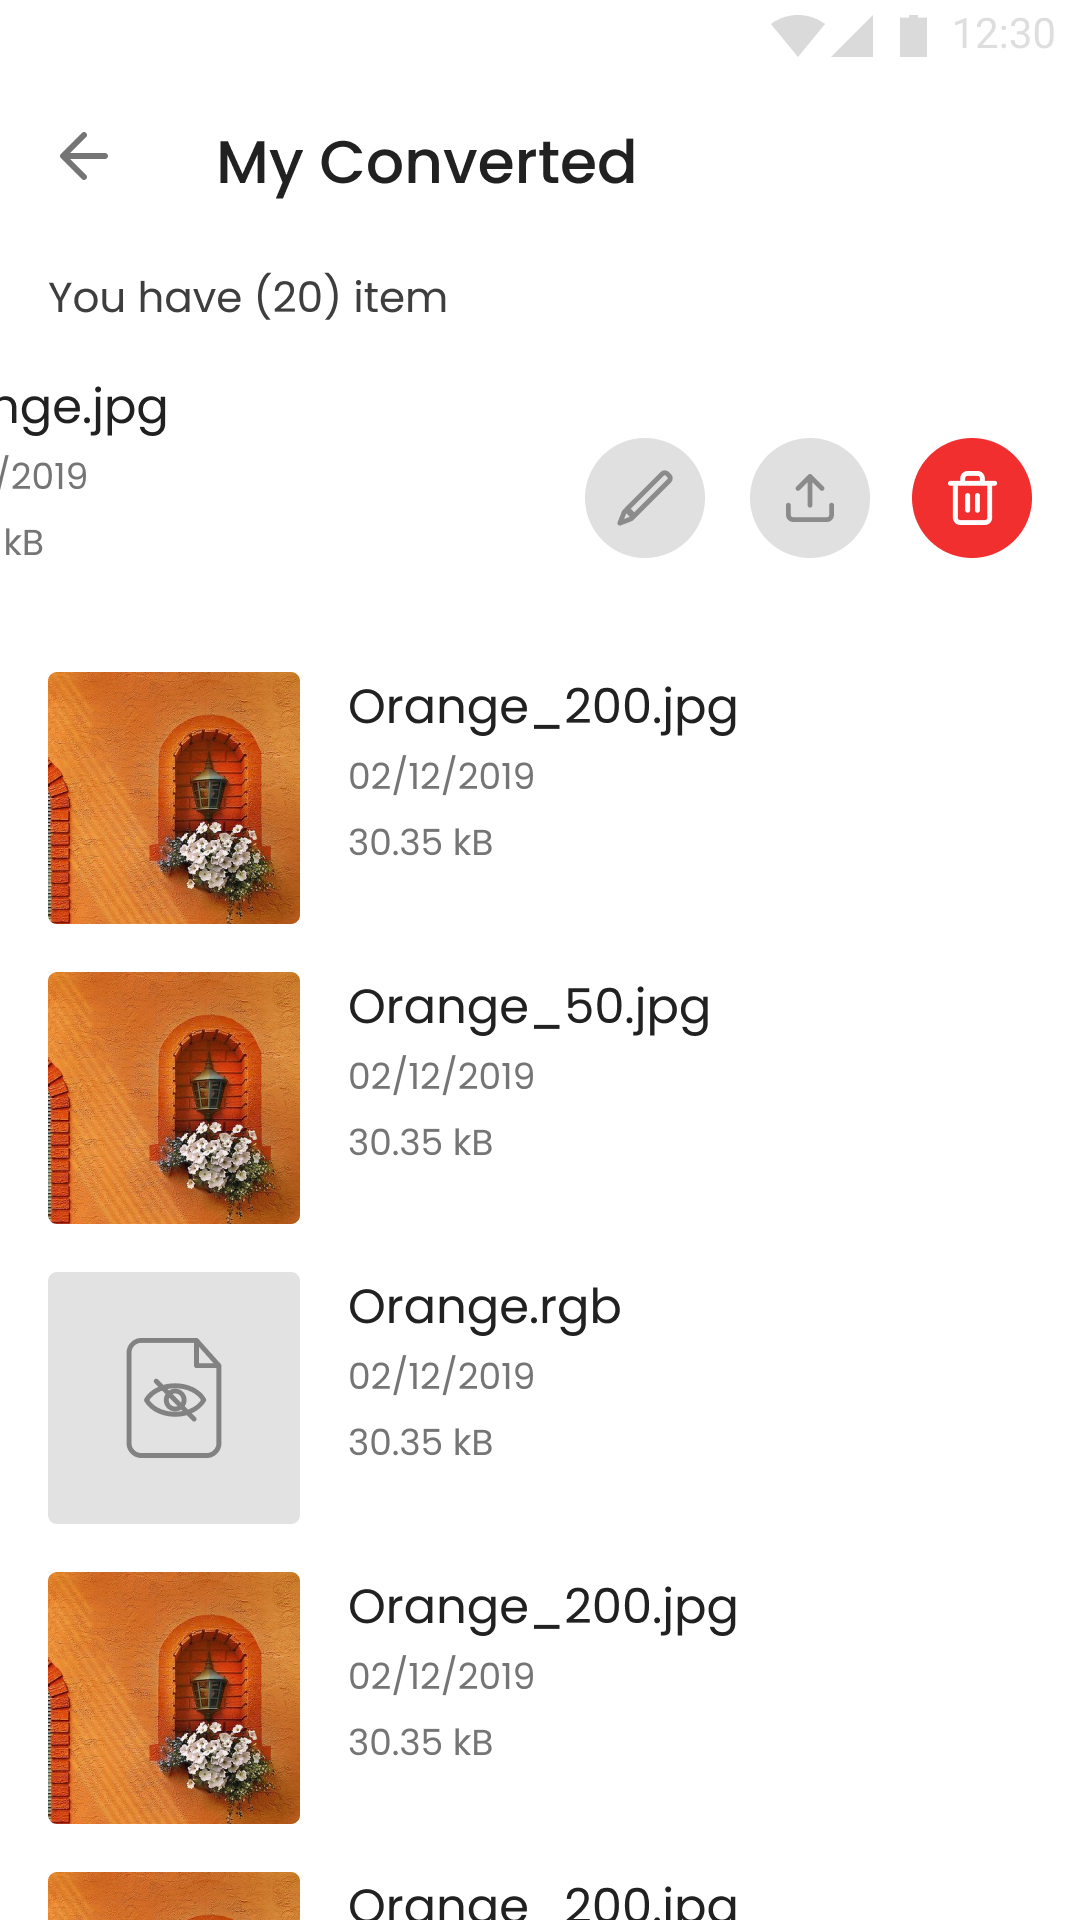 12:30
My Converted
You have (20) item
nge.jpg
/2019
kB
Orange_200.jpg
02/12/2019
30.35 kB
Orange_50.jpg
02/12/2019
30.35 kB
Orange.rgb
02/12/2019
30.35 kB
Orange_200.jpg
02/12/2019
30.35 kB
Orange_200.jpg